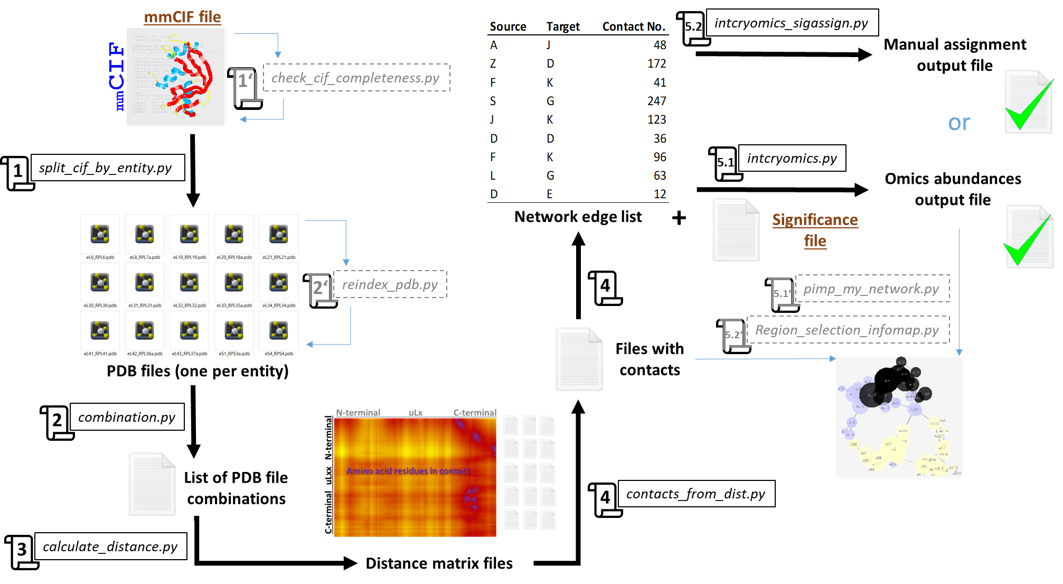 mmCIF file
mmCIF
1'
check_cif_completeness.py
1
split_cif_by_entity.py
eL6_RPL6.pdb
eL8_RPL7a.pdb
eL19_RPL19.pdb
eL20_RPL18a.pdb
eL21_RPL21.pdb
eL30_RPL30.pdb
eL31_RPL31.pdb
eL32_RPL32.pdb
eL33_RPL35a.pdb
eL34_RPL34.pdb
eL41_RPL41.pdb
eL42_RPL36a.pdb
eL43_RPL37a.pdb
eS1_RPS3a.pdb
eS4_RPS4.pdb
2'
reindex_pdb.py
PDB files (one per entity)
2
combination.py
List of PDB file
combinations
3
calculate_distance.py
N-terminal uLx C-terminal
C-terminal uLxx N-terminal
Amino acid residues in contact
Distance matrix files
4
contacts_from_dist.py
Files with
contacts
4
Source Target Contact No.
A J 48
Z D 172
F K 41
S G 247
J K 123
D D 36
F K 96
L G 63
D E 12
Network edge list
+
Significance
file
5.2
intcryomics_sigassign.py
Manual assignment
output file
or
5.1
intcryomics.py
Omics abundances
output file
5.1'
pimp_my_network.py
5.2'
Region_selection_infomap.py